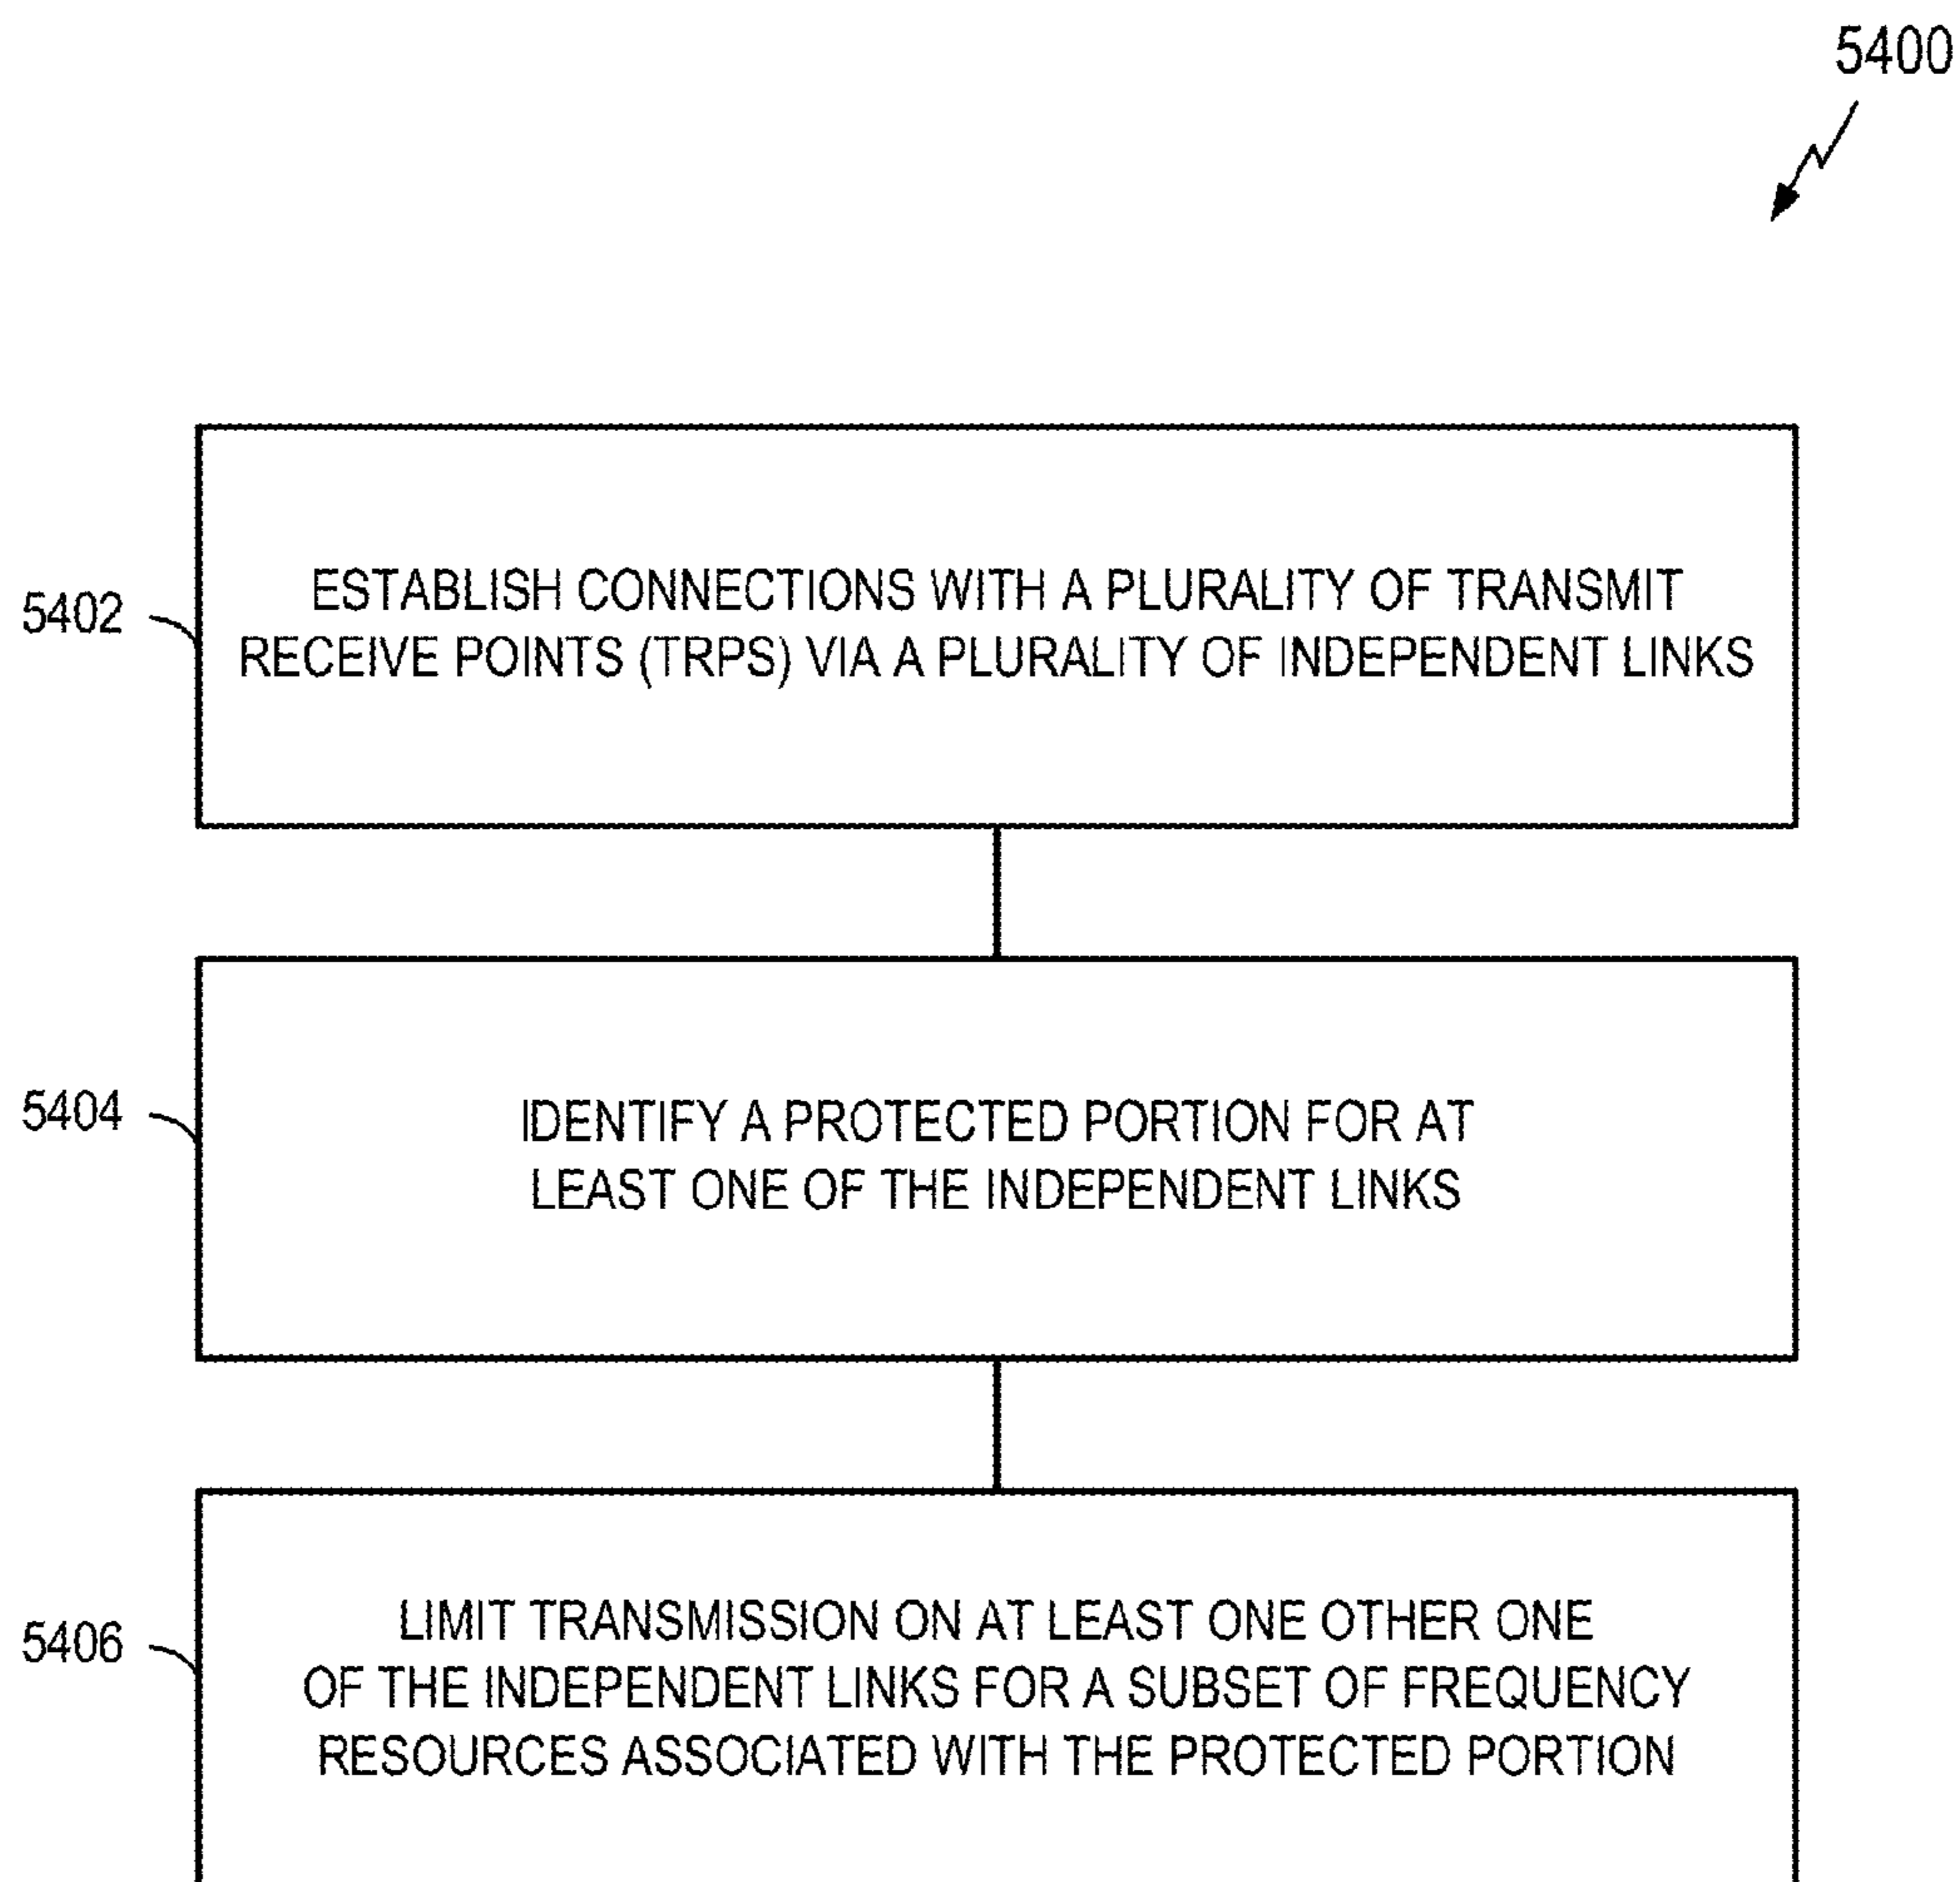 5400
5402
ESTABLISH CONNECTIONS WITH A PLURALITY OF TRANSMIT
RECEIVE POINTS (TRPS) VIA A PLURALITY OF INDEPENDENT LINKS
5404
IDENTIFY A PROTECTED PORTION FOR AT
LEAST ONE OF THE INDEPENDENT LINKS
5406
LIMIT TRANSMISSION ON AT LEAST ONE OTHER ONE
OF THE INDEPENDENT LINKS FOR A SUBSET OF FREQUENCY
RESOURCES ASSOCIATED WITH THE PROTECTED PORTION